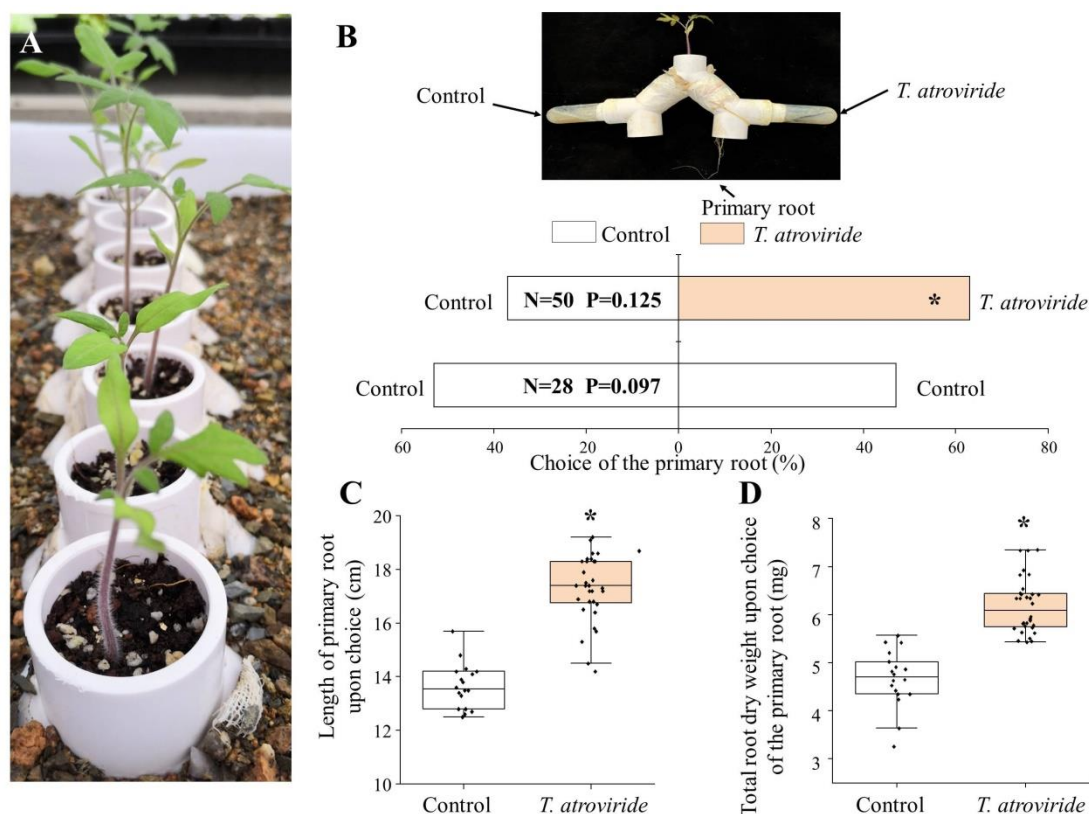 A
B
Control
T. atroviride
Primary root
Control
T. atroviride
Control
N=50 P=0.125
*
T. atroviride
Control
N=28 P=0.097
Control
60
40
20
0
20
40
60
80
Choice of the primary root (%)
C
Length of primary root
upon choice (cm)
20
18
16
14
12
10
*
Control
T. atroviride
D
Total root dry weight upon choice
of the primary root (mg)
8
7
6
5
4
3
*
Control
T. atroviride